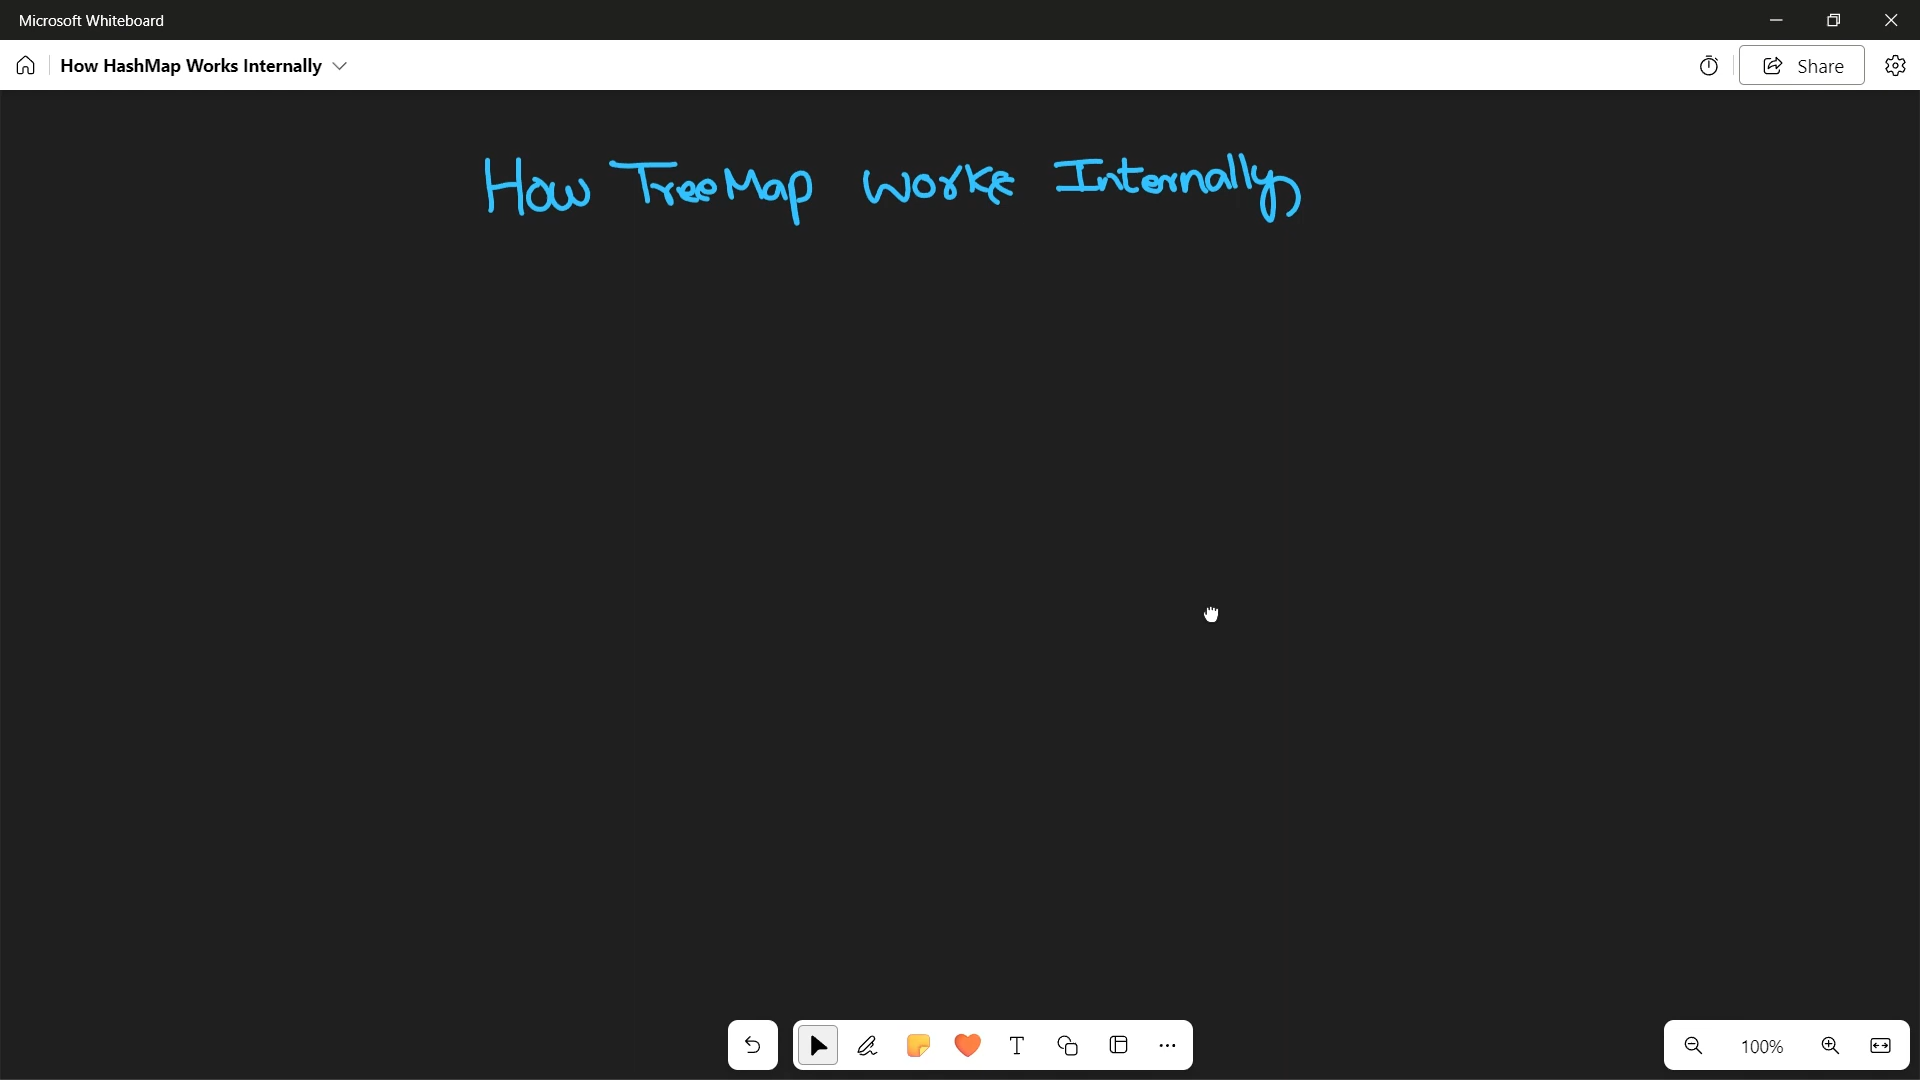 Microsoft Whiteboard
How HashMap Works Internally
Share
How TreeMap works Internally
100%